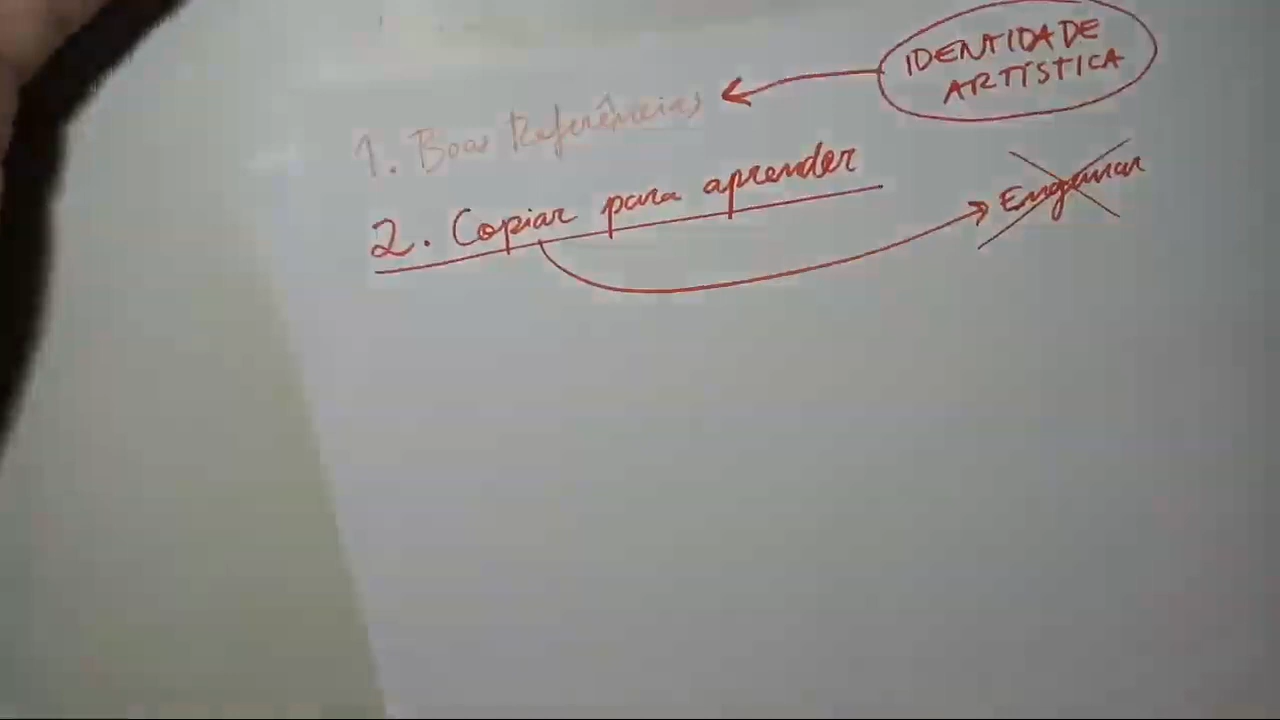 IDENTIDADE
ARTÍSTICA
1. Boas Referências
2. Copiar para aprender
Enganar